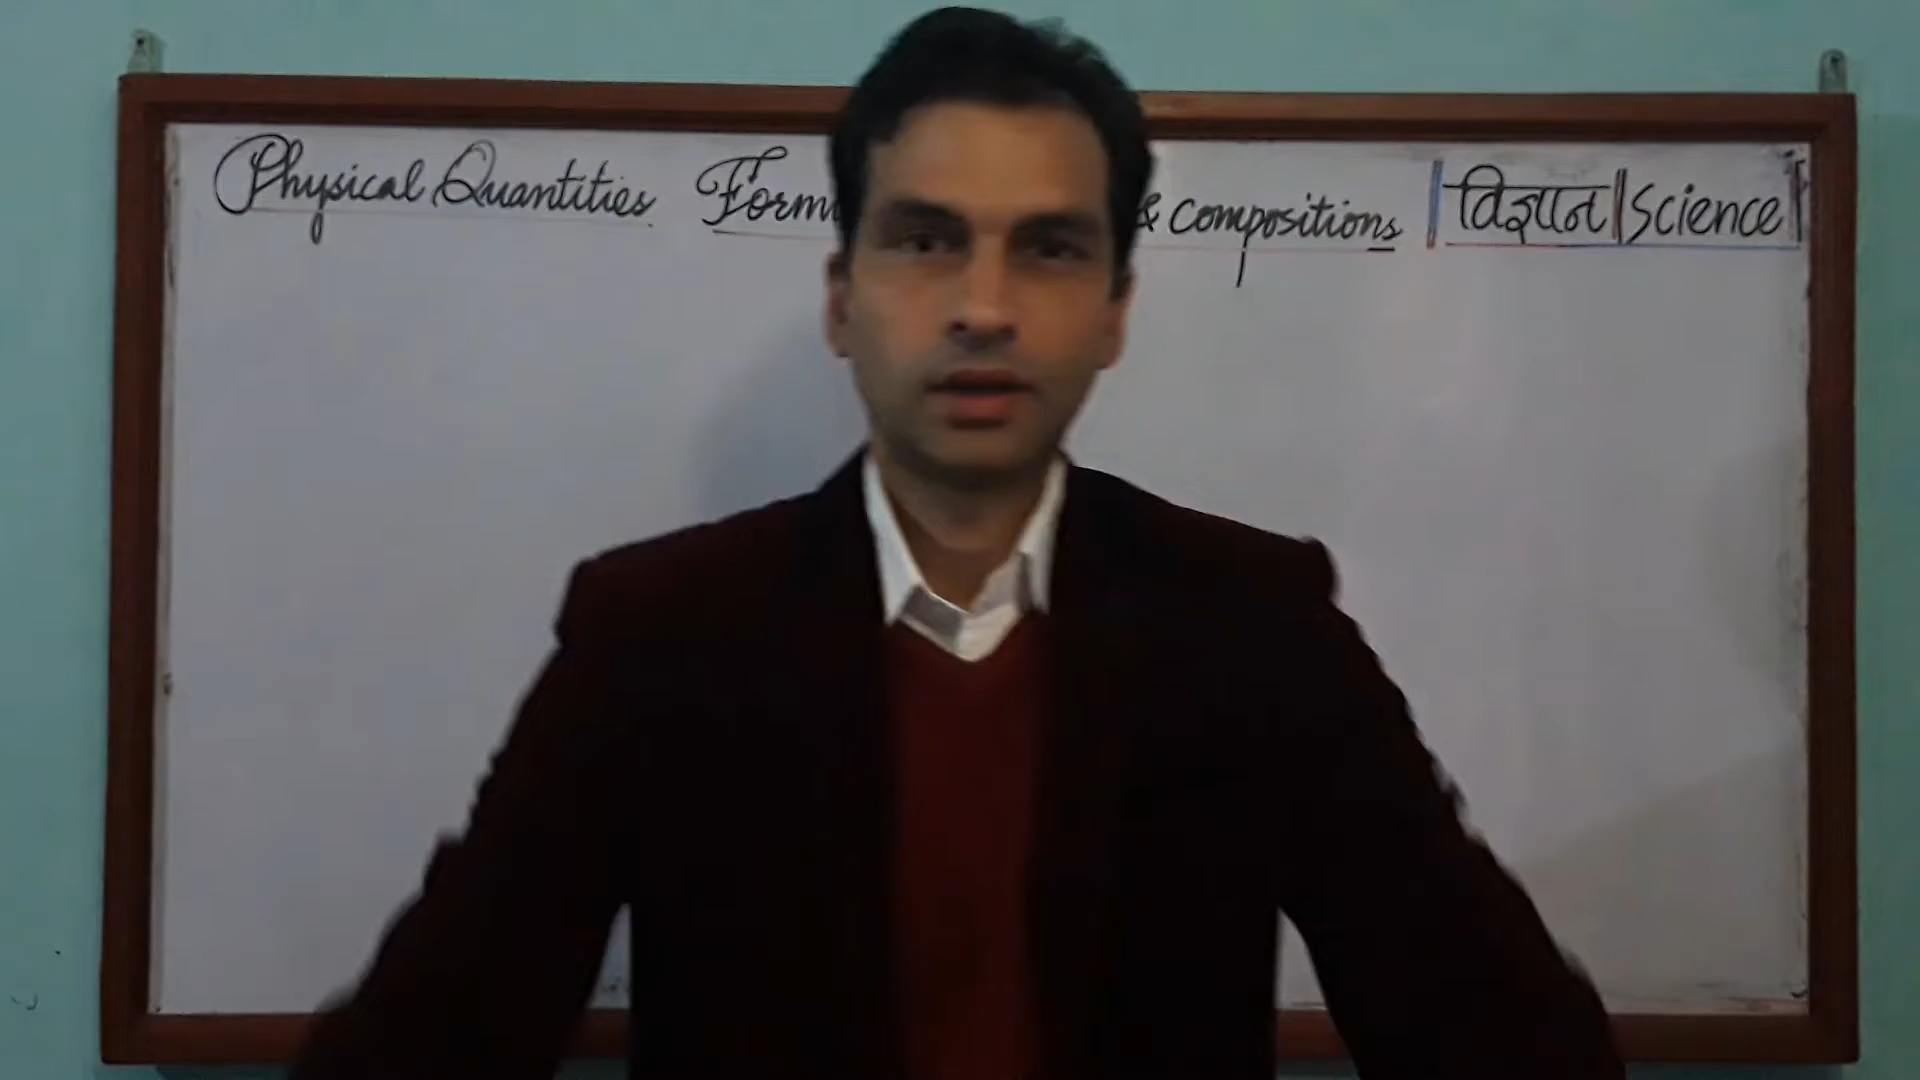 Physical Quantities & compositions | विज्ञान | Science |